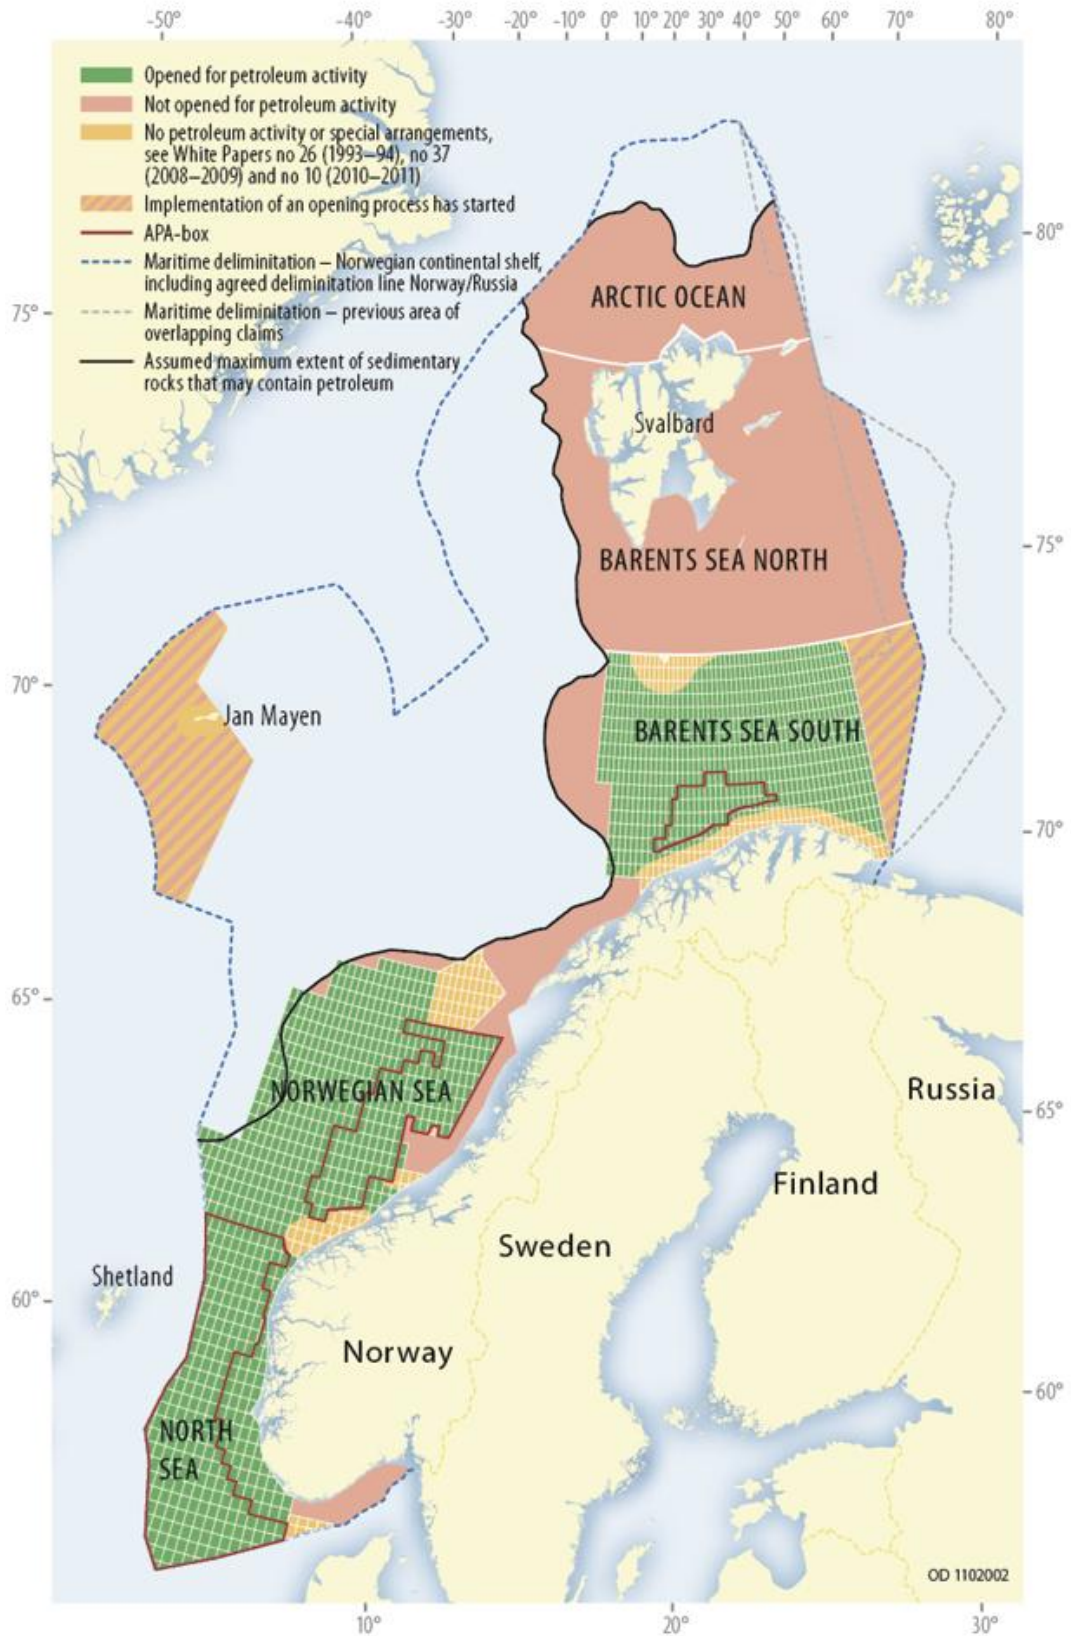 -50°
-40°
-30°
-20°
-10°
0°
10°
20°
30°
40°
50°
60°
70°
80°
Opened for petroleum activity
Not opened for petroleum activity
No petroleum activity or special arrangements,
see White Papers no 26 (1993–94), no 37
(2008–2009) and no 10 (2010–2011)
Implementation of an opening process has started
APA-box
Maritime deliminitation – Norwegian continental shelf,
including agreed deliminitation line Norway/Russia
Maritime deliminitation – previous area of
overlapping claims
Assumed maximum extent of sedimentary
rocks that may contain petroleum
80°
75°
ARCTIC OCEAN
Svalbard
75°
BARENTS SEA NORTH
70°
Jan Mayen
BARENTS SEA SOUTH
70°
65°
NORWEGIAN SEA
Russia
65°
Finland
Sweden
Shetland
60°
Norway
60°
NORTH
SEA
OD 1102002
10°
20°
30°